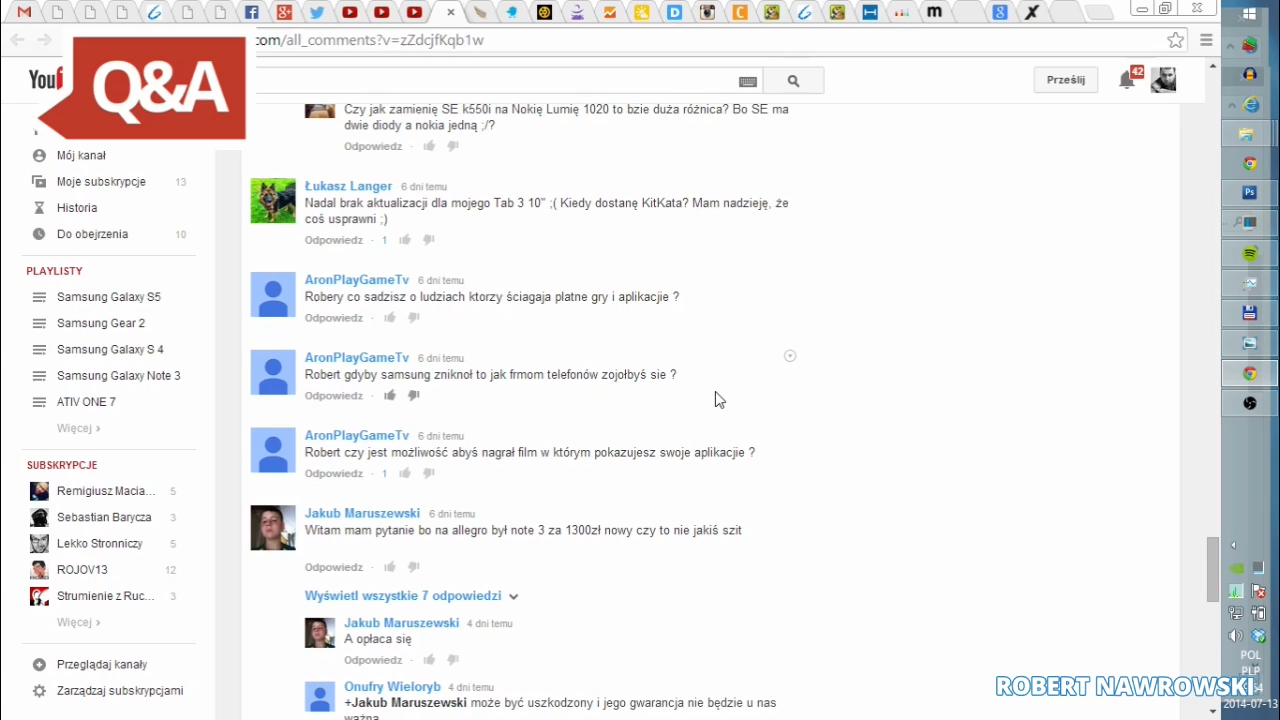 com/all_comments?v=zZdcjfKqb1w
You
Q&A
Prześlij
42
Mój kanał
Moje subskrypcje 13
Historia
Do obejrzenia 10
PLAYLISTY
Samsung Galaxy S5
Samsung Gear 2
Samsung Galaxy S 4
Samsung Galaxy Note 3
ATIV ONE 7
Więcej ›
SUBSKRYPCJE
Remigiusz Macia... 5
Sebastian Barycza 3
Lekko Stronniczy 5
ROJOV13 12
Strumienie z Ruc... 3
Więcej ›
Przeglądaj kanały
Zarządzaj subskrypcjami
Czy jak zamienię SE k550i na Nokię Lumię 1020 to bzie duża różnica? Bo SE ma
dwie diody a nokia jedną ;/?
Odpowiedz ·
Łukasz Langer 6 dni temu
Nadal brak aktualizacji dla mojego Tab 3 10" ;( Kiedy dostanę KitKata? Mam nadzieję, że
coś usprawni ;)
Odpowiedz · 1
AronPlayGameTv 6 dni temu
Robery co sadzisz o ludziach ktorzy ściagaja platne gry i aplikacjie ?
Odpowiedz ·
AronPlayGameTv 6 dni temu
Robert gdyby samsung zniknoł to jak frmom telefonów zojołbyś sie ?
Odpowiedz ·
AronPlayGameTv 6 dni temu
Robert czy jest możliwość abyś nagrał film w którym pokazujesz swoje aplikacjie ?
Odpowiedz · 1
Jakub Maruszewski 6 dni temu
Witam mam pytanie bo na allegro był note 3 za 1300zł nowy czy to nie jakiś szit
Odpowiedz ·
Wyświetl wszystkie 7 odpowiedzi
Jakub Maruszewski 4 dni temu
A opłaca się
Odpowiedz ·
Onufry Wieloryb 4 dni temu
+Jakub Maruszewski może być uszkodzony i jego gwarancja nie będzie u nas
ważna
POL
PLP
ROBERT NAWROWSKI
2014-07-13